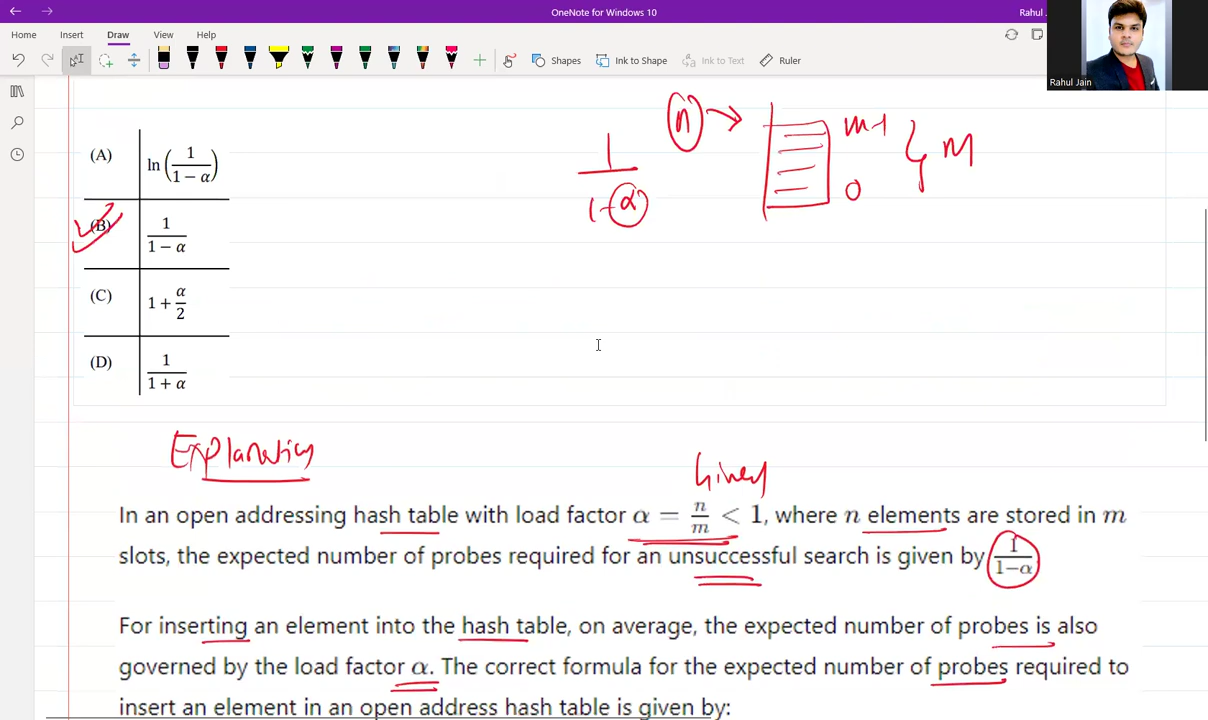 OneNote for Windows 10
Rahul J
Home Insert Draw View Help
Shapes Ink to Shape Ink to Text Ruler
Rahul Jain
(A) ln(1/(1 − α))
(B) 1/(1 − α)
(C) 1 + α/2
(D) 1/(1 + α)
1/(1-α)
n → m-1
0
} m
Explanation
Given
In an open addressing hash table with load factor α = n/m < 1, where n elements are stored in m
slots, the expected number of probes required for an unsuccessful search is given by 1/(1−α)
For inserting an element into the hash table, on average, the expected number of probes is also
governed by the load factor α. The correct formula for the expected number of probes required to
insert an element in an open address hash table is given by: